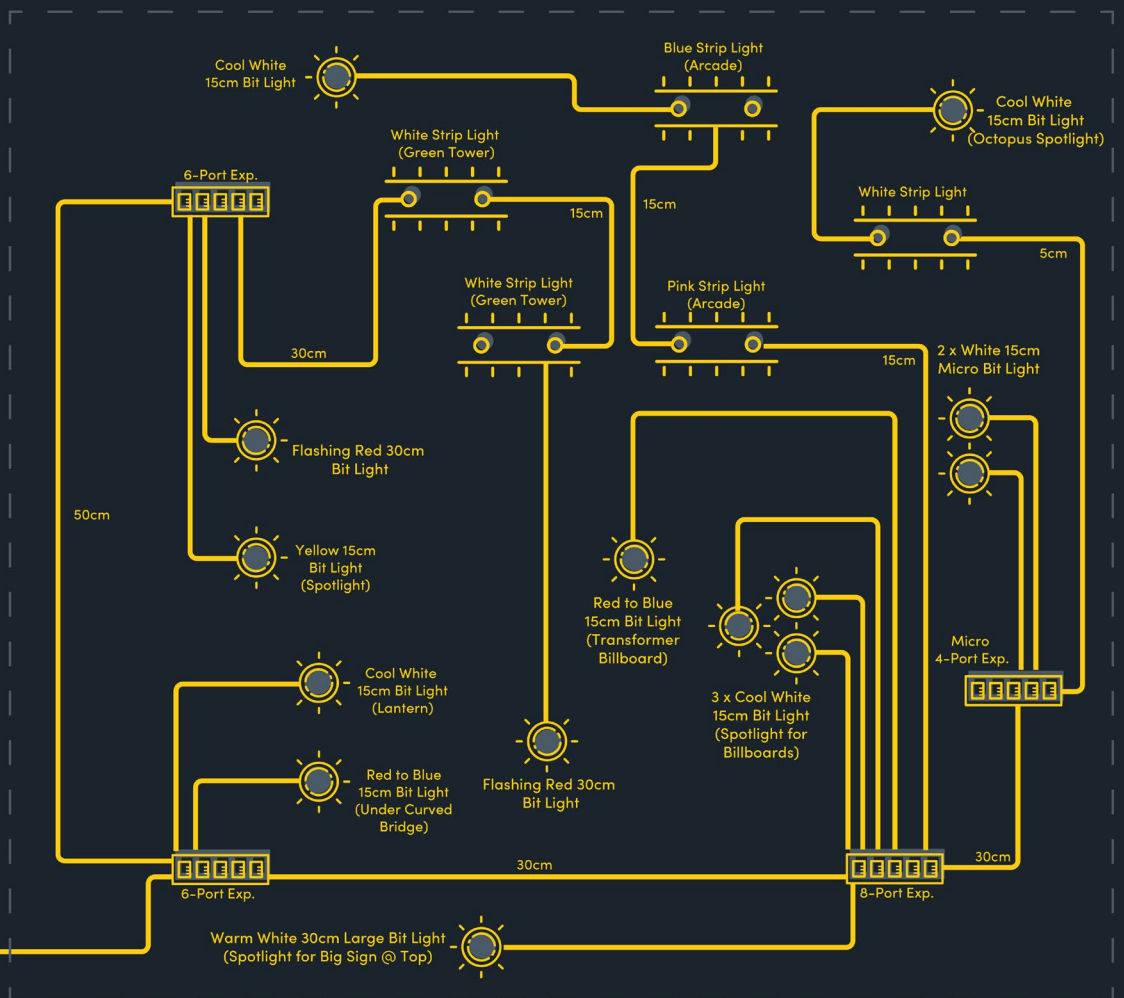 Blue Strip Light
(Arcade)
Cool White
15cm Bit Light
Cool White
15cm Bit Light
(Octopus Spotlight)
White Strip Light
(Green Tower)
6-Port Exp.
White Strip Light
15cm
15cm
5cm
White Strip Light
(Green Tower)
Pink Strip Light
(Arcade)
30cm
15cm
2 x White 15cm
Micro Bit Light
Flashing Red 30cm
Bit Light
50cm
Yellow 15cm
Bit Light
(Spotlight)
Red to Blue
15cm Bit Light
(Transformer
Billboard)
Micro
4-Port Exp.
Cool White
15cm Bit Light
(Lantern)
3 x Cool White
15cm Bit Light
(Spotlight for
Billboards)
Red to Blue
15cm Bit Light
(Under Curved
Bridge)
Flashing Red 30cm
Bit Light
30cm
30cm
6-Port Exp.
8-Port Exp.
Warm White 30cm Large Bit Light
(Spotlight for Big Sign @ Top)